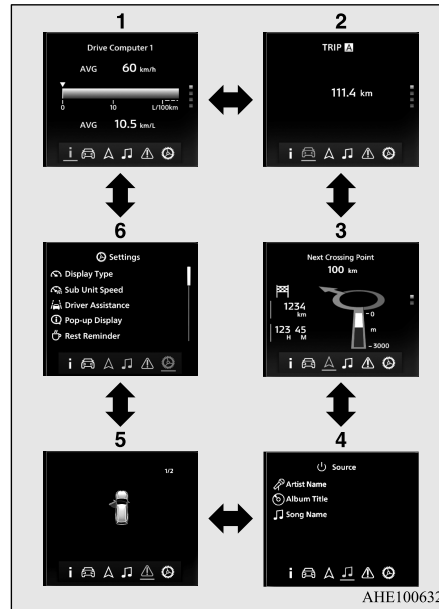 1
Drive Computer 1
AVG 60 km/h
0 10 L/100km
AVG 10.5 km/L
i
2
TRIP A
111.4 km
i
6
Settings
Display Type
Sub Unit Speed
Driver Assistance
Pop-up Display
Rest Reminder
i
3
Next Crossing Point
100 km
1234
km
123 45
H M
0
m
3000
i
5
1/2
i
4
Source
Artist Name
Album Title
Song Name
i
AHE100632